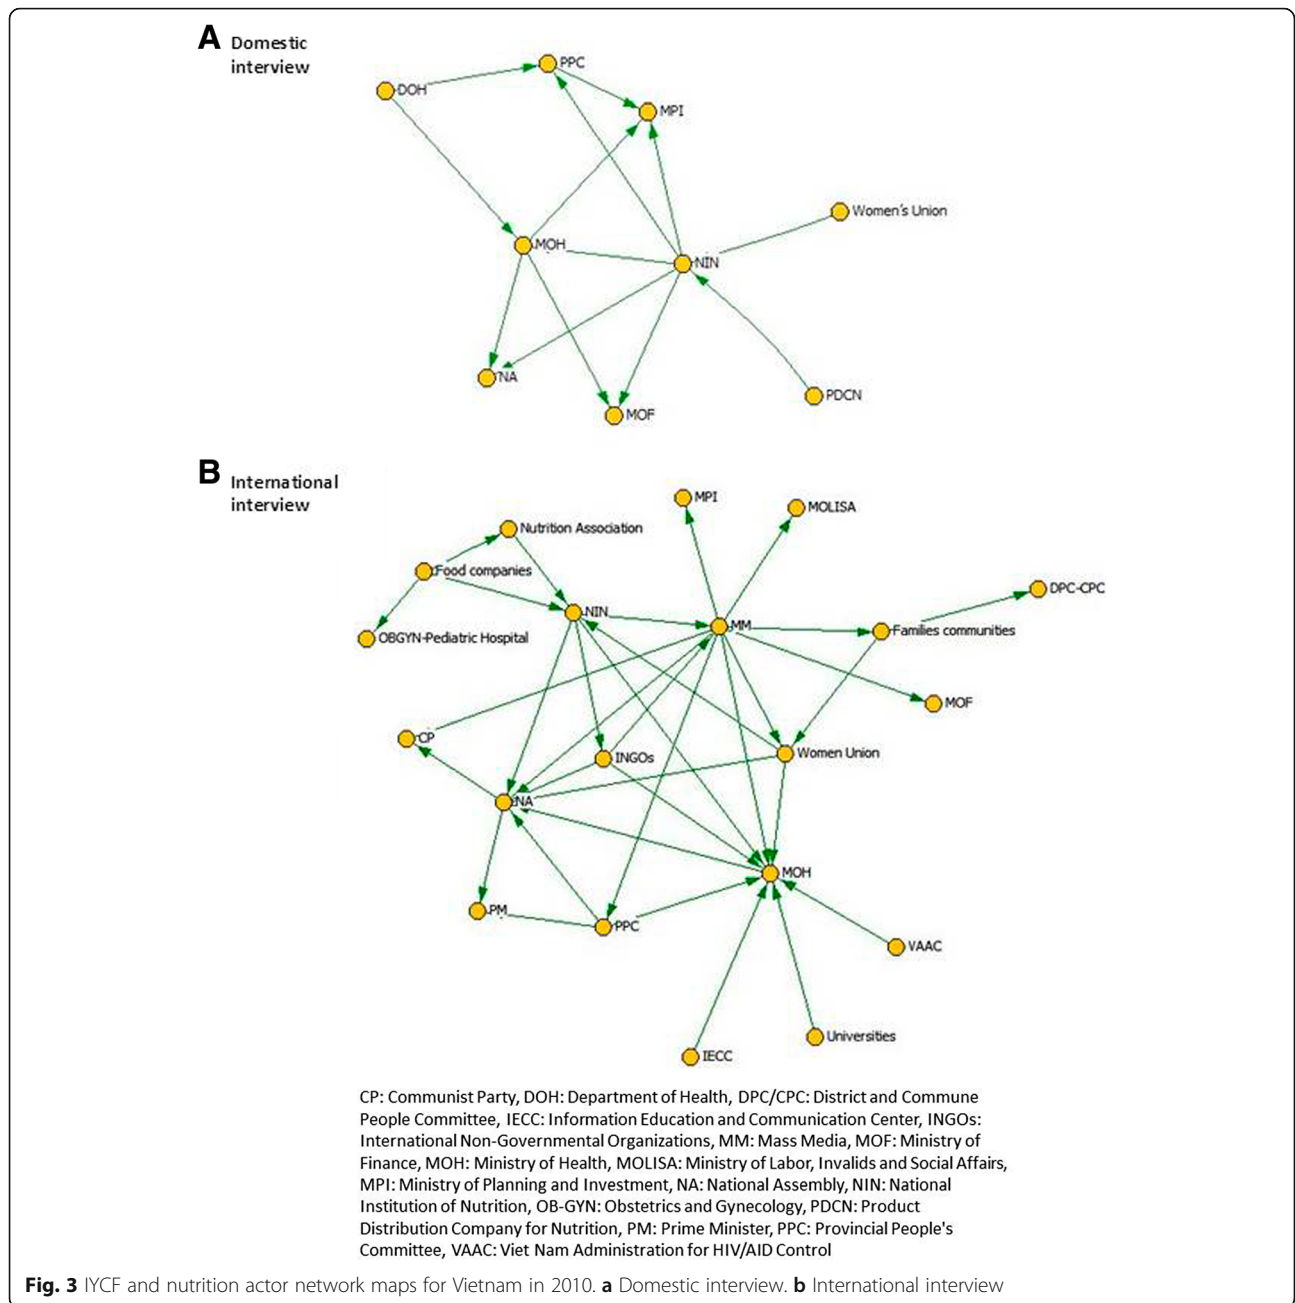 A Domestic
interview
PPC
DOH
MPI
Women's Union
MOH
NIN
NA
PDCN
MOF
B International
interview
MPI
MOLISA
Nutrition Association
Food companies
DPC-CPC
NIN
MM
Families communities
OBGYN-Pediatric Hospital
MOF
CP
INGOs
Women Union
NA
MOH
PM
PPC
VAAC
Universities
IECC
CP: Communist Party, DOH: Department of Health, DPC/CPC: District and Commune
People Committee, IECC: Information Education and Communication Center, INGOs:
International Non-Governmental Organizations, MM: Mass Media, MOF: Ministry of
Finance, MOH: Ministry of Health, MOLISA: Ministry of Labor, Invalids and Social Affairs,
MPI: Ministry of Planning and Investment, NA: National Assembly, NIN: National
Institution of Nutrition, OB-GYN: Obstetrics and Gynecology, PDCN: Product
Distribution Company for Nutrition, PM: Prime Minister, PPC: Provincial People's
Committee, VAAC: Viet Nam Administration for HIV/AID Control
Fig. 3 IYCF and nutrition actor network maps for Vietnam in 2010. a Domestic interview. b International interview